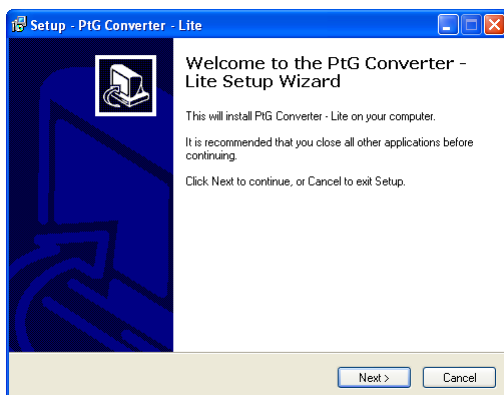 Setup - PtG Converter - Lite
Welcome to the PtG Converter -
Lite Setup Wizard
This will install PtG Converter - Lite on your computer.
It is recommended that you close all other applications before
continuing.
Click Next to continue, or Cancel to exit Setup.
Next >
Cancel